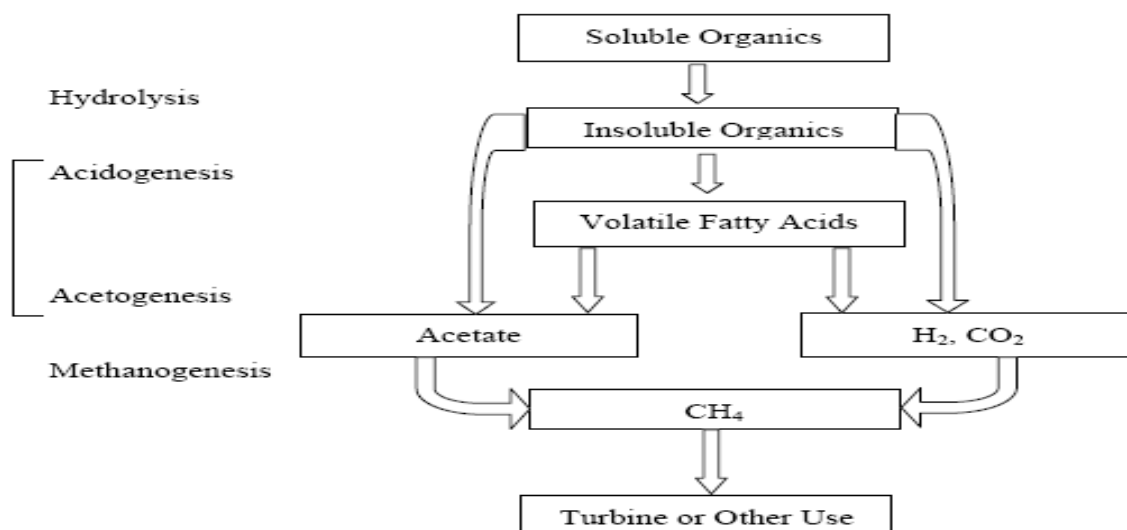 Soluble Organics
Hydrolysis
Insoluble Organics
Acidogenesis
Volatile Fatty Acids
Acetogenesis
Acetate
H₂, CO₂
Methanogenesis
CH₄
Turbine or Other Use